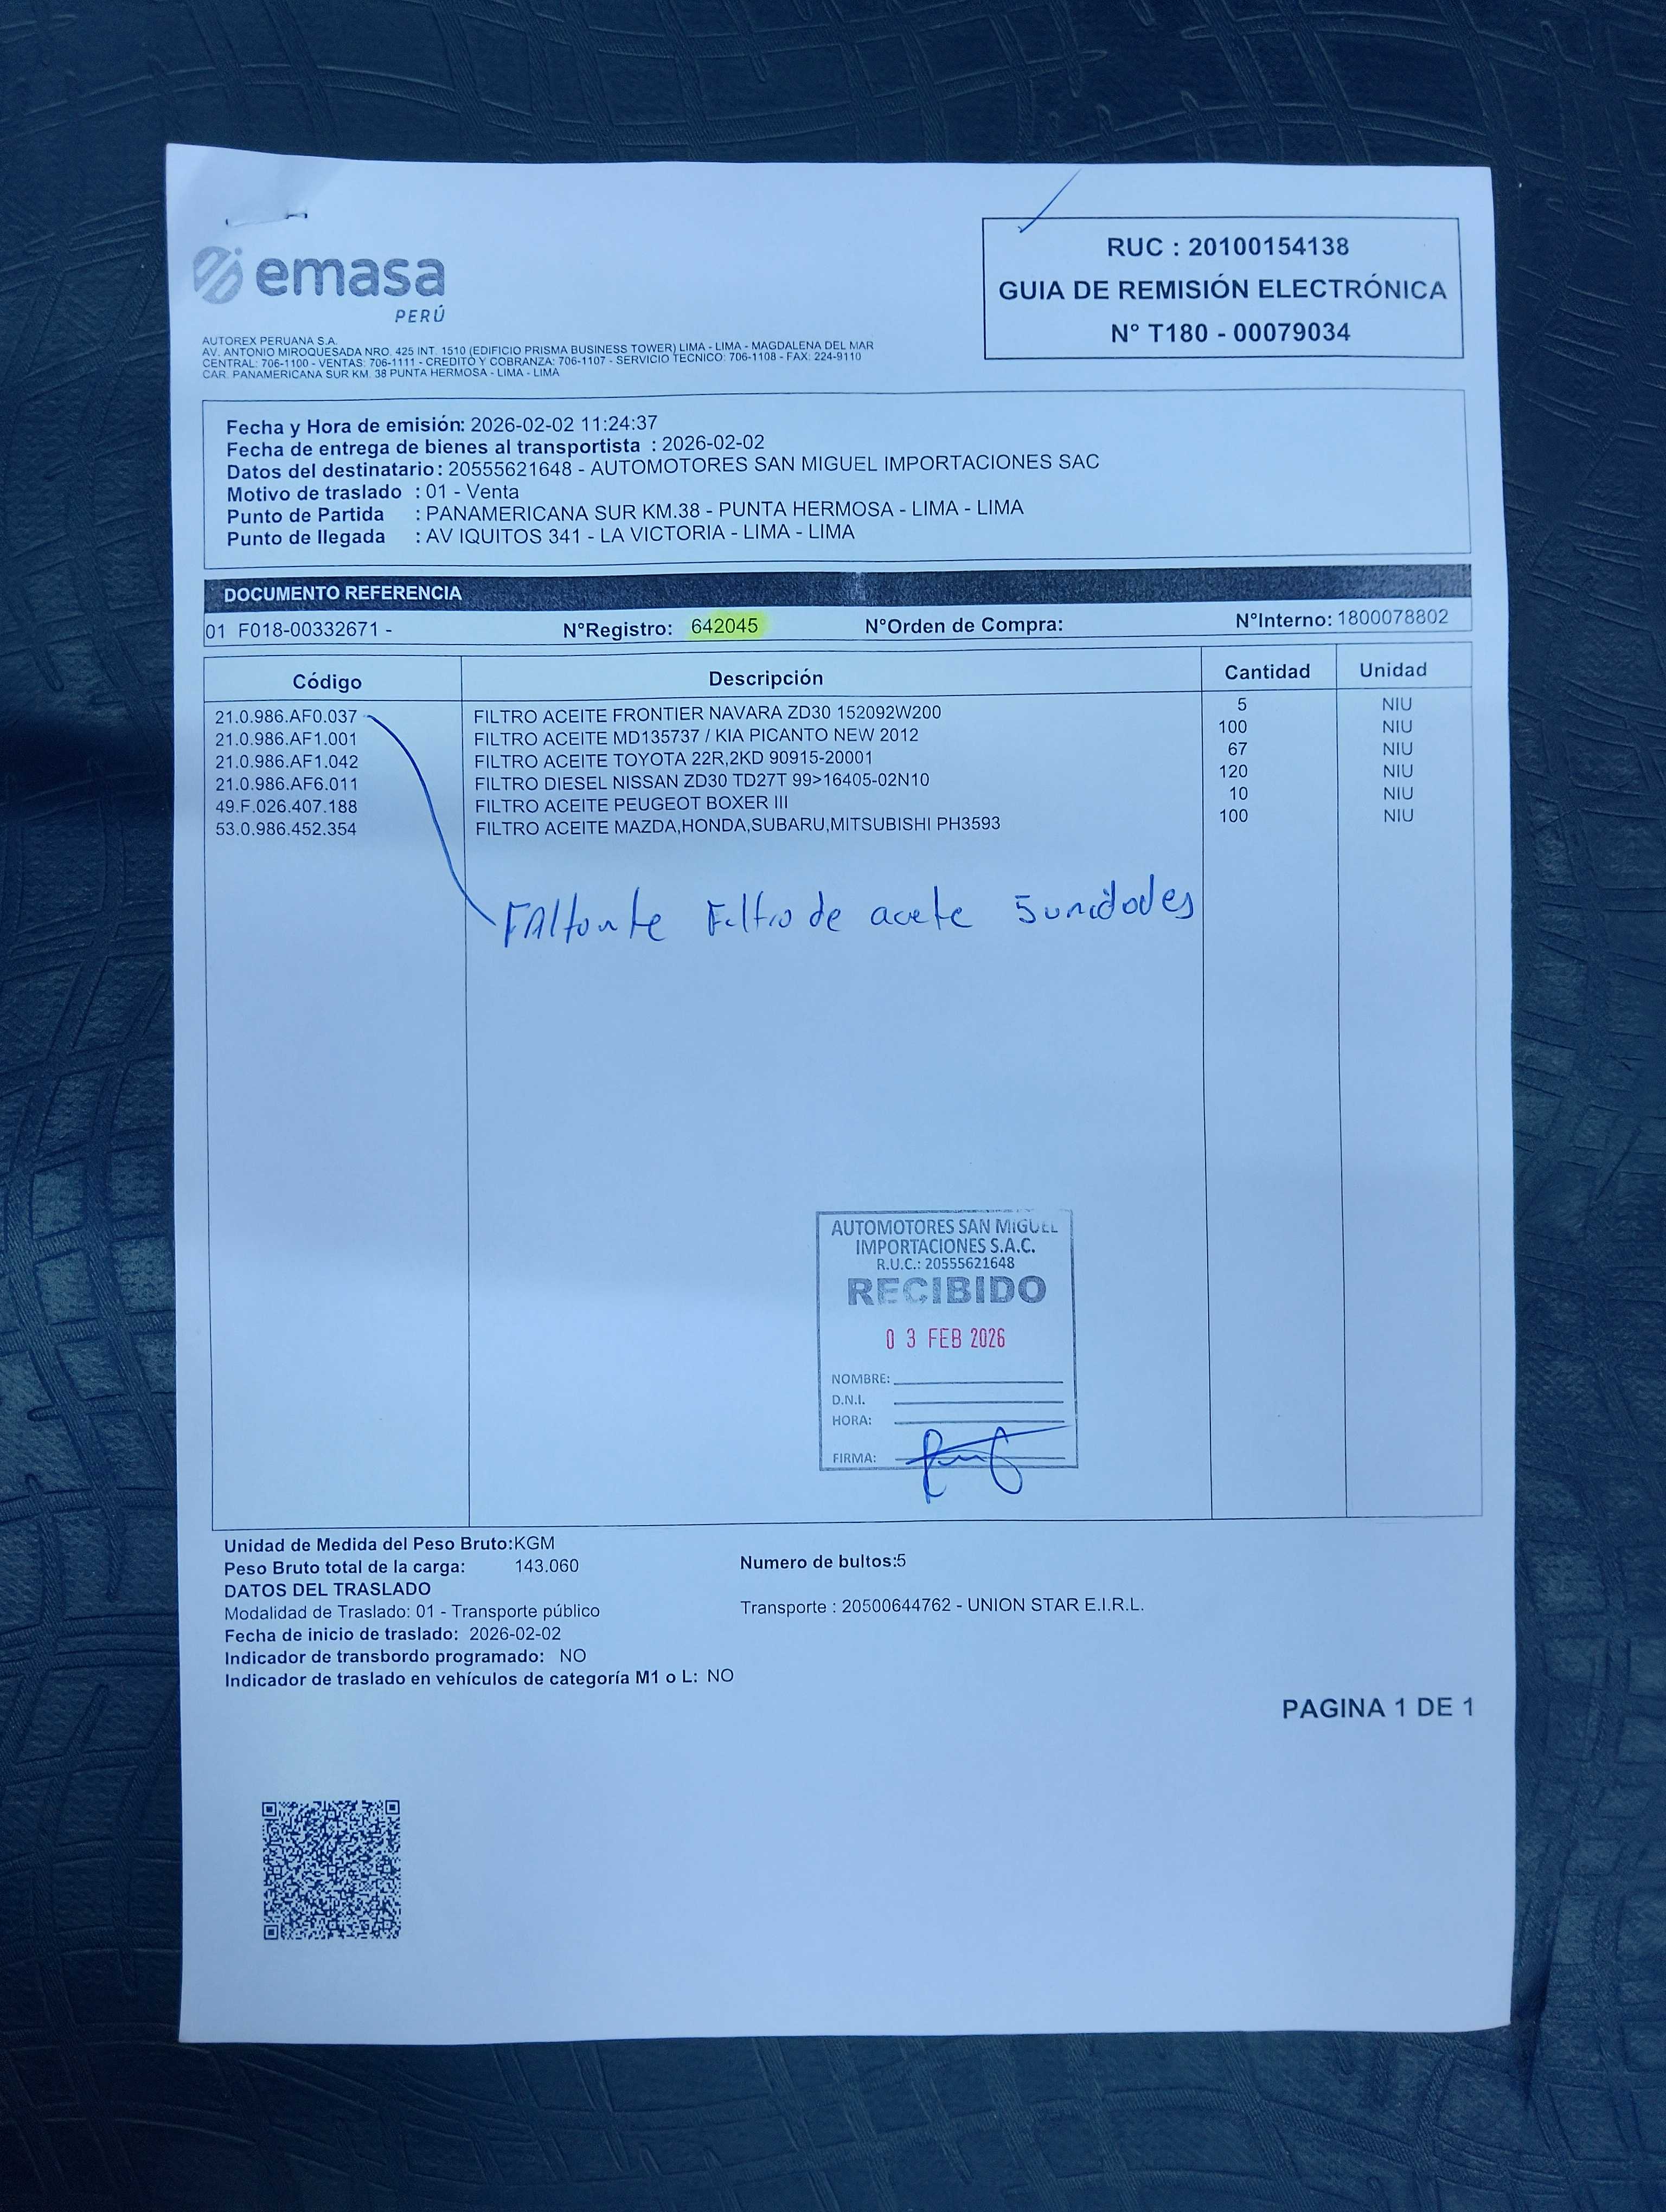 emasa
PERÚ
RUC : 20100154138
GUIA DE REMISIÓN ELECTRÓNICA
N° T180 - 00079034
AUTOREX PERUANA S.A.
AV. ANTONIO MIROQUESADA NRO. 425 INT. 1510 (EDIFICIO PRISMA BUSINESS TOWER) LIMA - LIMA - MAGDALENA DEL MAR
CENTRAL: 706-1100 - VENTAS: 706-1111 - CREDITO Y COBRANZA: 706-1107 - SERVICIO TECNICO: 706-1108 - FAX: 224-9110
CAR. PANAMERICANA SUR KM. 38 PUNTA HERMOSA - LIMA - LIMA
Fecha y Hora de emisión: 2026-02-02 11:24:37
Fecha de entrega de bienes al transportista : 2026-02-02
Datos del destinatario : 20555621648 - AUTOMOTORES SAN MIGUEL IMPORTACIONES SAC
Motivo de traslado : 01 - Venta
Punto de Partida : PANAMERICANA SUR KM.38 - PUNTA HERMOSA - LIMA - LIMA
Punto de llegada : AV IQUITOS 341 - LA VICTORIA - LIMA - LIMA
DOCUMENTO REFERENCIA
01 F018-00332671 - N°Registro: 642045 N°Orden de Compra: N°Interno: 1800078802
Código Descripción Cantidad Unidad
21.0.986.AF0.037 FILTRO ACEITE FRONTIER NAVARA ZD30 152092W200 5 NIU
21.0.986.AF1.001 FILTRO ACEITE MD135737 / KIA PICANTO NEW 2012 100 NIU
21.0.986.AF1.042 FILTRO ACEITE TOYOTA 22R,2KD 90915-20001 67 NIU
21.0.986.AF6.011 FILTRO DIESEL NISSAN ZD30 TD27T 99>16405-02N10 120 NIU
49.F.026.407.188 FILTRO ACEITE PEUGEOT BOXER III 10 NIU
53.0.986.452.354 FILTRO ACEITE MAZDA,HONDA,SUBARU,MITSUBISHI PH3593 100 NIU
FAltante Filtro de acete 5 unidades
AUTOMOTORES SAN MIGUEL
IMPORTACIONES S.A.C.
R.U.C.: 20555621648
RECIBIDO
03 FEB 2026
NOMBRE:
D.N.I.
HORA:
FIRMA:
Unidad de Medida del Peso Bruto:KGM
Peso Bruto total de la carga: 143.060 Numero de bultos:5
DATOS DEL TRASLADO
Modalidad de Traslado: 01 - Transporte público Transporte : 20500644762 - UNION STAR E.I.R.L.
Fecha de inicio de traslado: 2026-02-02
Indicador de transbordo programado: NO
Indicador de traslado en vehículos de categoría M1 o L: NO
PAGINA 1 DE 1